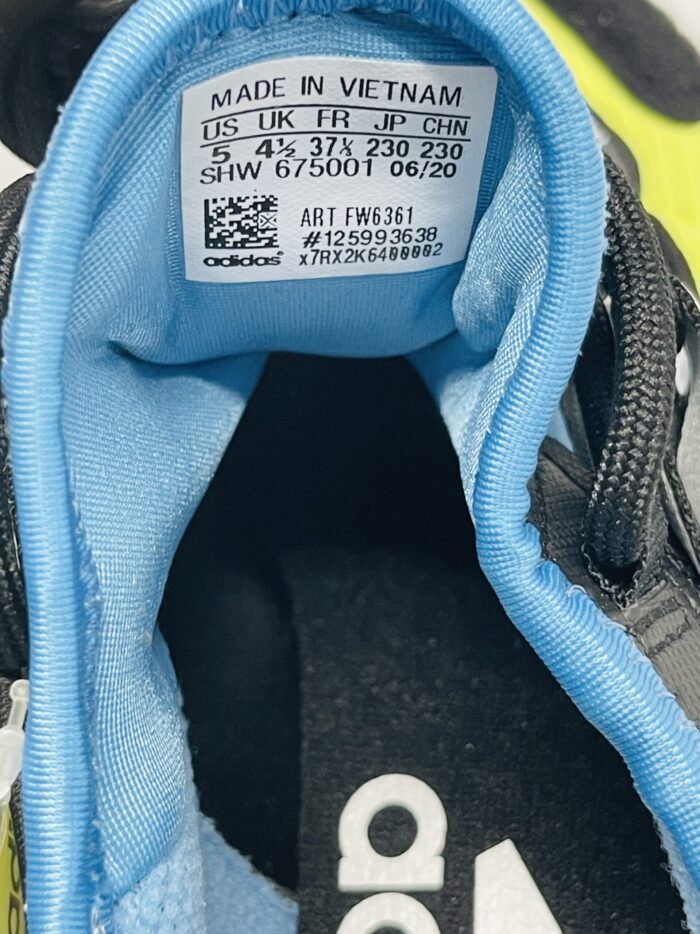 MADE IN VIETNAM
US UK FR JP CHN
5 4½ 37⅓ 230 230
SHW 675001 06/20
ART FW6361
#125993638
adidas x7RX2K6400002
a